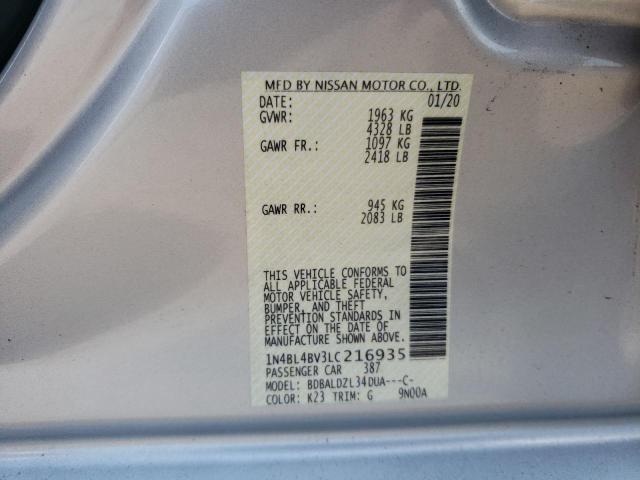 MFD BY NISSAN MOTOR CO., LTD.
DATE: 01/20
GVWR: 1963 KG
4328 LB
GAWR FR.: 1097 KG
2418 LB
GAWR RR.: 945 KG
2083 LB
THIS VEHICLE CONFORMS TO
ALL APPLICABLE FEDERAL
MOTOR VEHICLE SAFETY,
BUMPER, AND THEFT
PREVENTION STANDARDS IN
EFFECT ON THE DATE OF
MANUFACTURE SHOWN ABOVE.
1N4BL4BV3LC216935
PASSENGER CAR 387
MODEL: BDBALDZL34DUA---C-
COLOR: K23 TRIM: G 9N00A